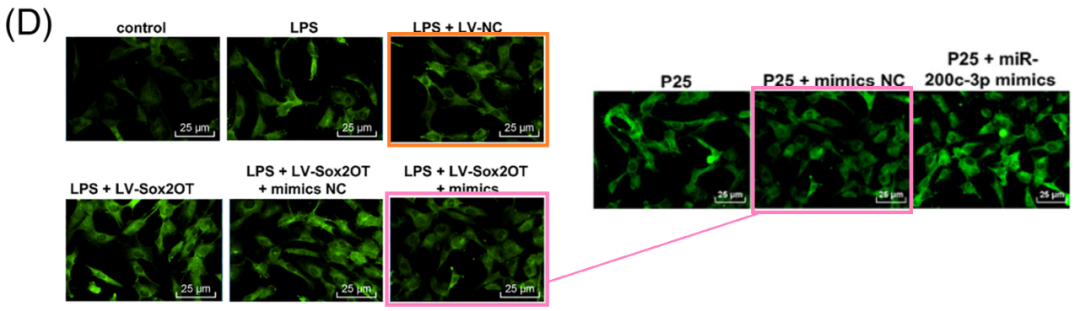 (D)
control
LPS
LPS + LV-NC
25 µm
25 µm
25 µm
LPS + LV-Sox2OT
LPS + LV-Sox2OT
+ mimics NC
LPS + LV-Sox2OT
+ mimics
25 µm
25 µm
25 µm
P25
P25 + mimics NC
P25 + miR-
200c-3p mimics
25 µm
25 µm
25 µm